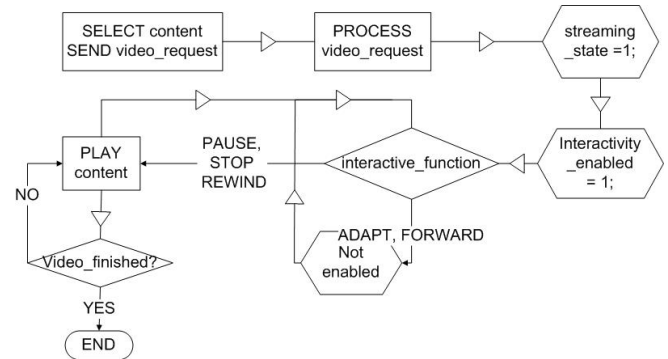 SELECT content
SEND video_request
PROCESS
video_request
streaming
_state =1;
PLAY
content
PAUSE,
STOP
REWIND
interactive_function
Interactivity
_enabled
= 1;
NO
ADAPT, FORWARD
Not
enabled
Video_finished?
YES
END